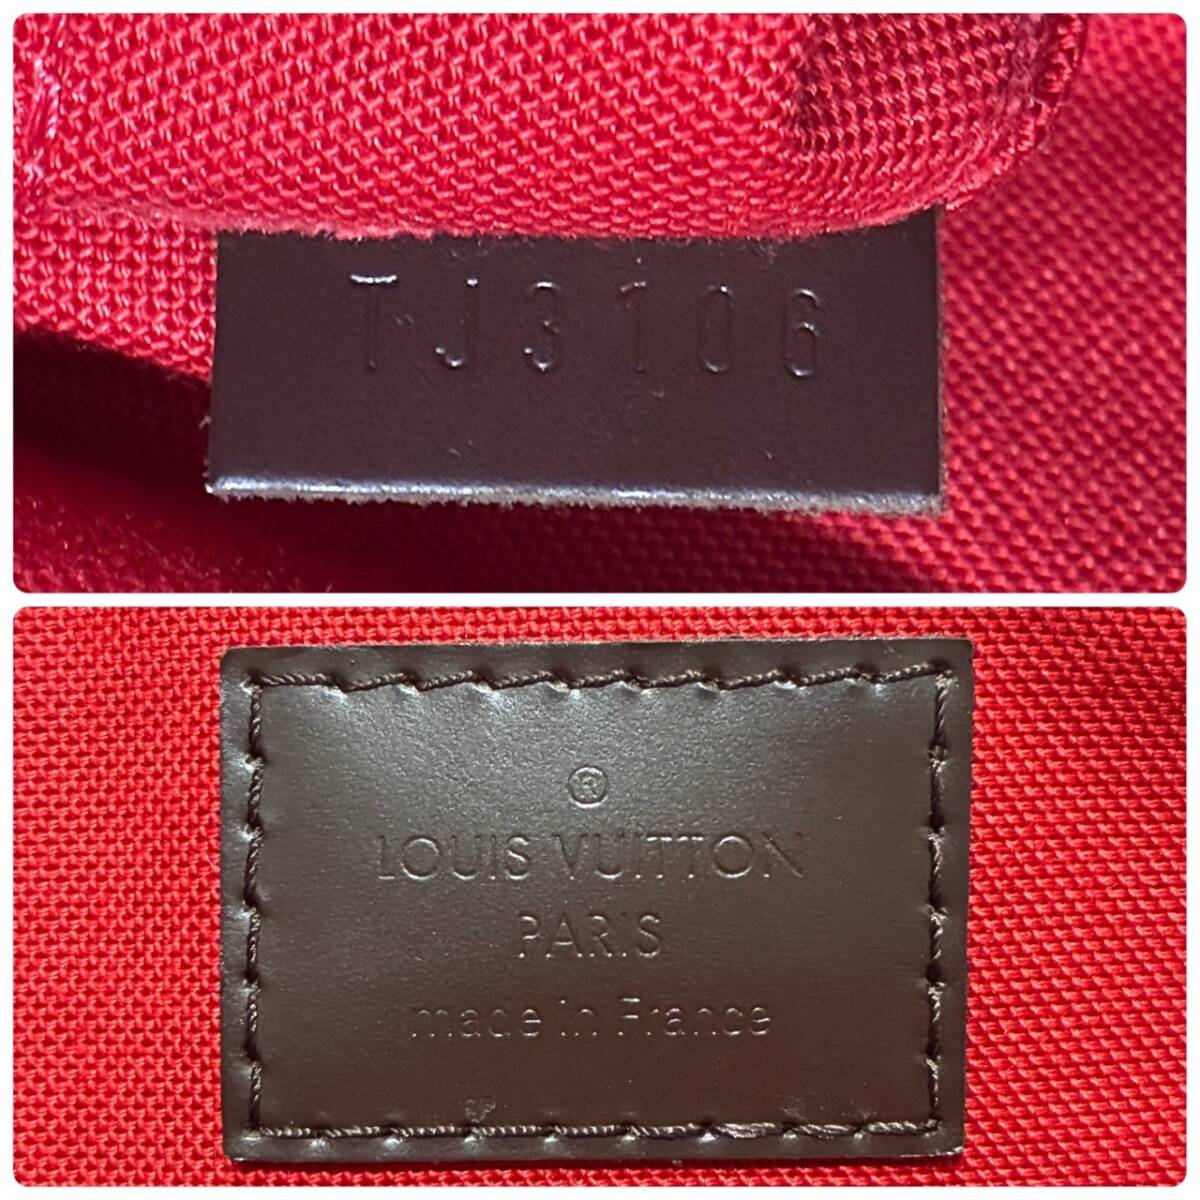 TJ3106
®
LOUIS VUITTON
PARIS
made in France